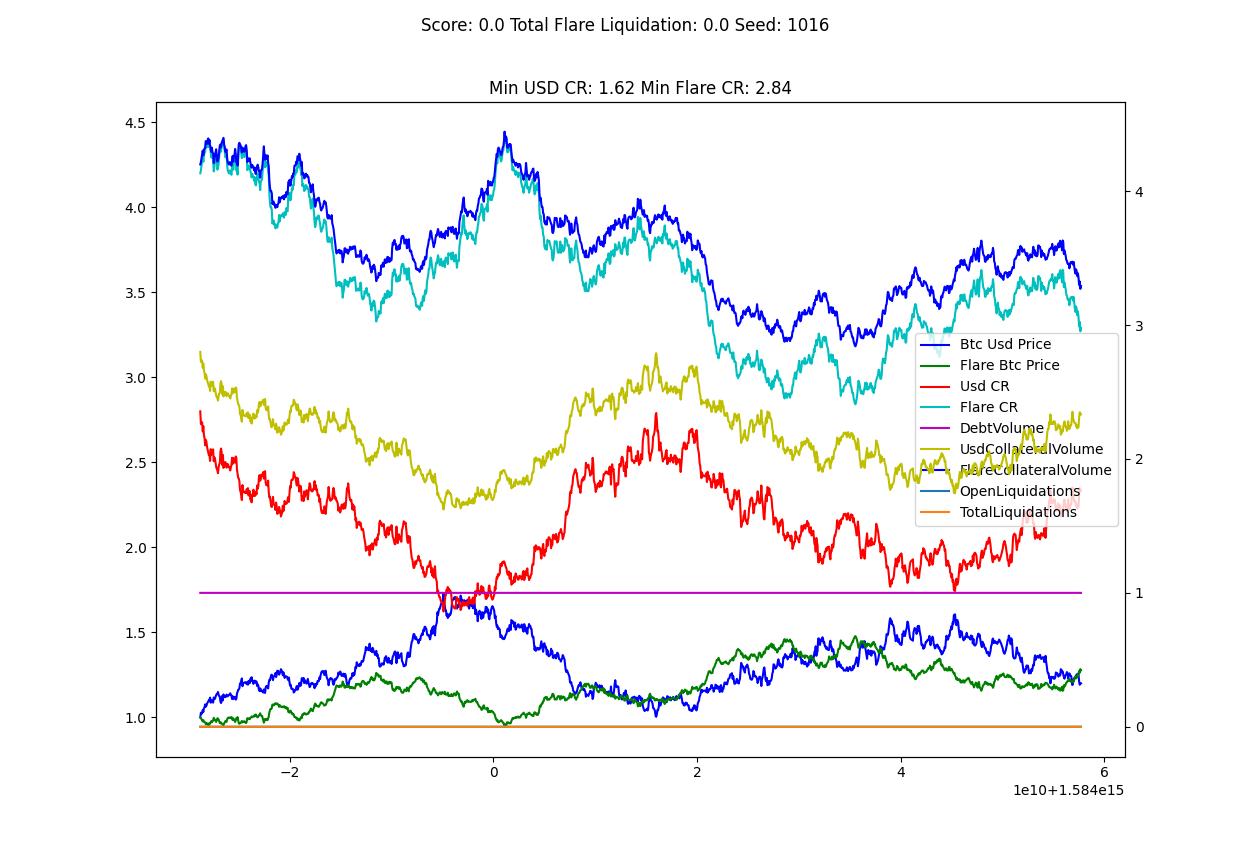 Score: 0.0 Total Flare Liquidation: 0.0 Seed: 1016
Min USD CR: 1.62 Min Flare CR: 2.84
4.5
4.0
3.5
3.0
2.5
2.0
1.5
1.0
4
3
2
1
0
Btc Usd Price
Flare Btc Price
Usd CR
Flare CR
DebtVolume
UsdCollateralVolume
FlareCollateralVolume
OpenLiquidations
TotalLiquidations
−2
0
2
4
6
1e10+1.584e15